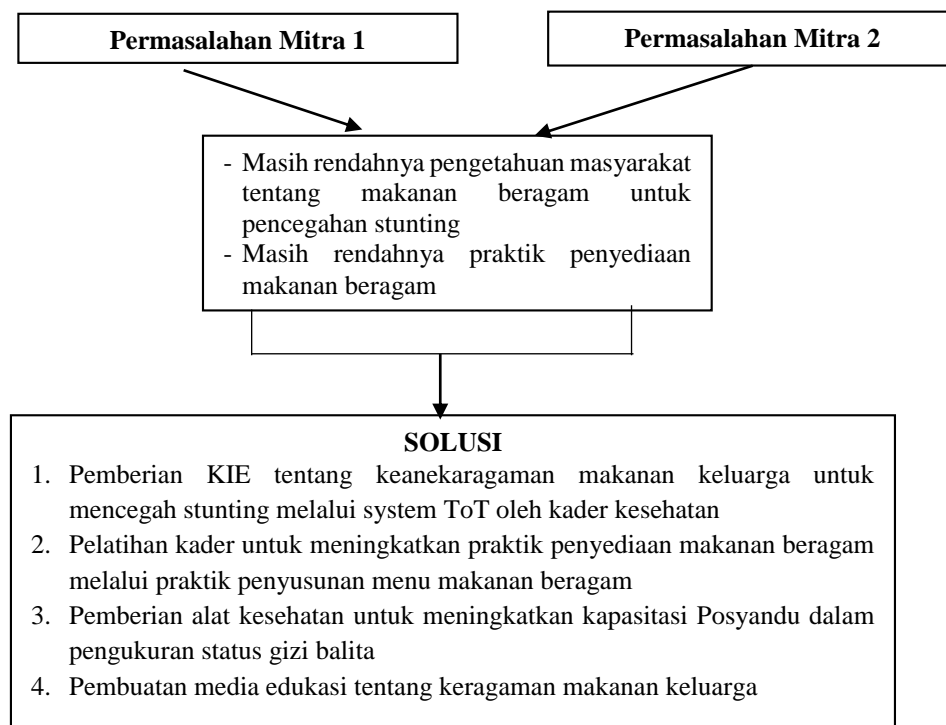 Permasalahan Mitra 1
Permasalahan Mitra 2
- Masih rendahnya pengetahuan masyarakat
tentang makanan beragam untuk
pencegahan stunting
- Masih rendahnya praktik penyediaan
makanan beragam
SOLUSI
1. Pemberian KIE tentang keanekaragaman makanan keluarga untuk
mencegah stunting melalui system ToT oleh kader kesehatan
2. Pelatihan kader untuk meningkatkan praktik penyediaan makanan beragam
melalui praktik penyusunan menu makanan beragam
3. Pemberian alat kesehatan untuk meningkatkan kapasitasi Posyandu dalam
pengukuran status gizi balita
4. Pembuatan media edukasi tentang keragaman makanan keluarga